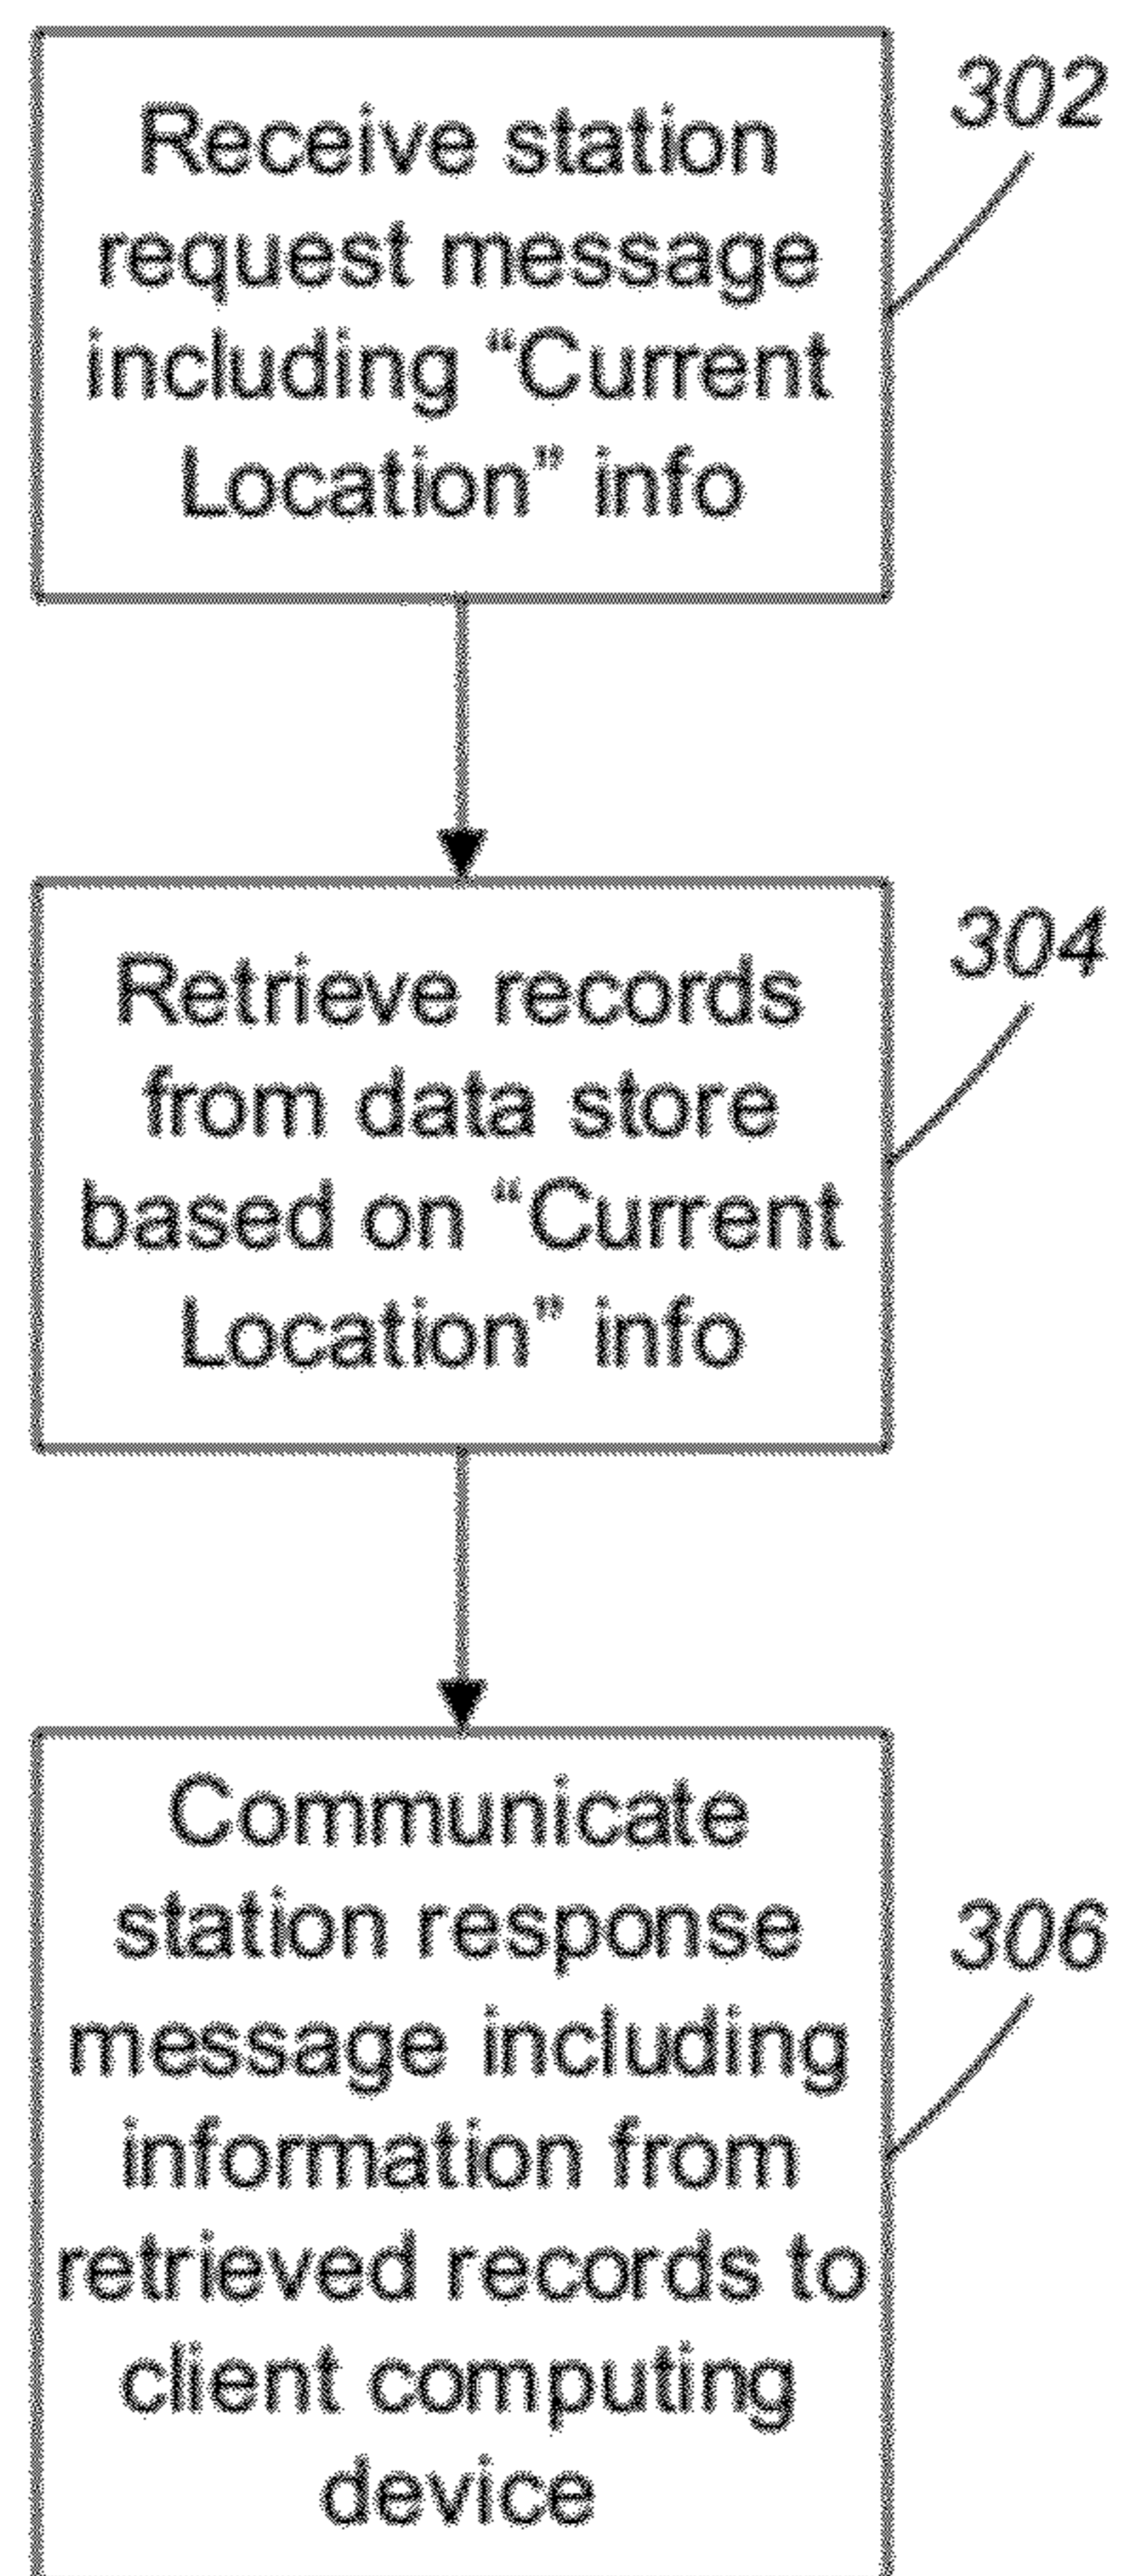 Receive station
request message
including “Current
Location” info
302
Retrieve records
from data store
based on “Current
Location” info
304
Communicate
station response
message including
information from
retrieved records to
client computing
device
306